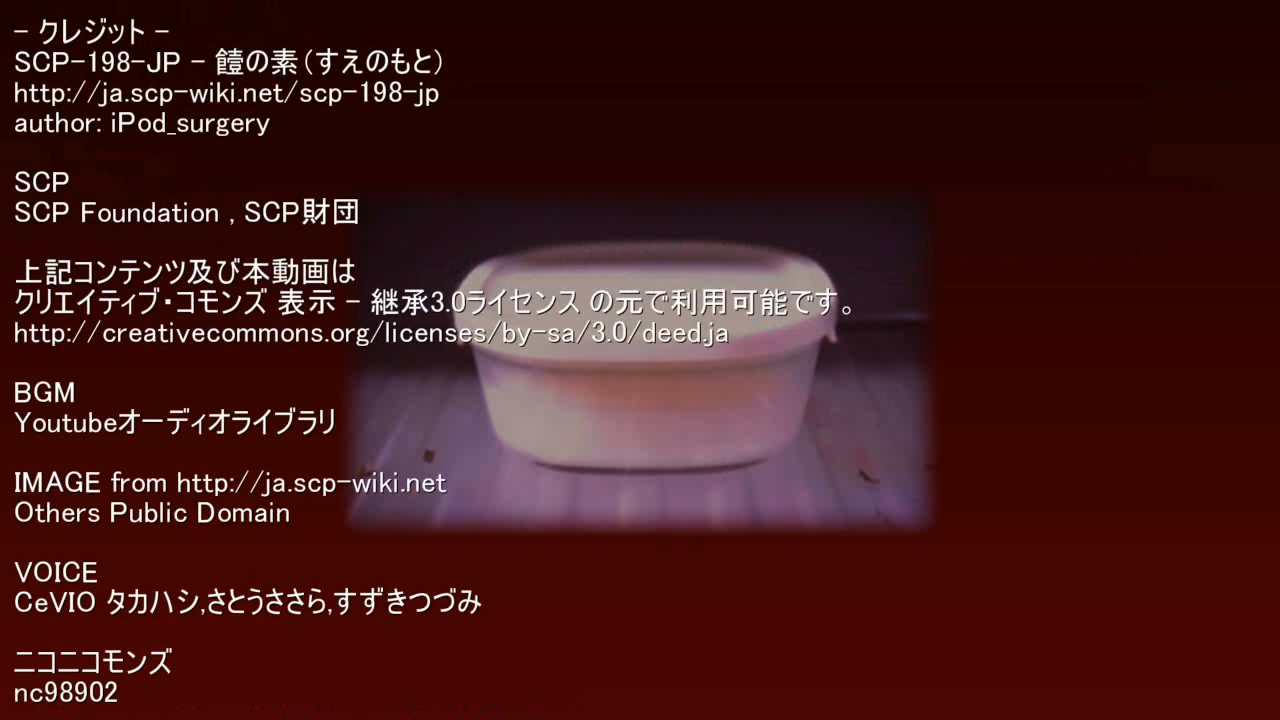 - クレジット -
SCP-198-JP - 饐の素（すえのもと）
http://ja.scp-wiki.net/scp-198-jp
author: iPod_surgery
SCP
SCP Foundation , SCP財団
上記コンテンツ及び本動画は
クリエイティブ・コモンズ 表示 - 継承3.0ライセンス の元で利用可能です。
http://creativecommons.org/licenses/by-sa/3.0/deed.ja
BGM
Youtubeオーディオライブラリ
IMAGE from http://ja.scp-wiki.net
Others Public Domain
VOICE
CeVIO タカハシ,さとうささら,すずきつづみ
ニコニコモンズ
nc98902